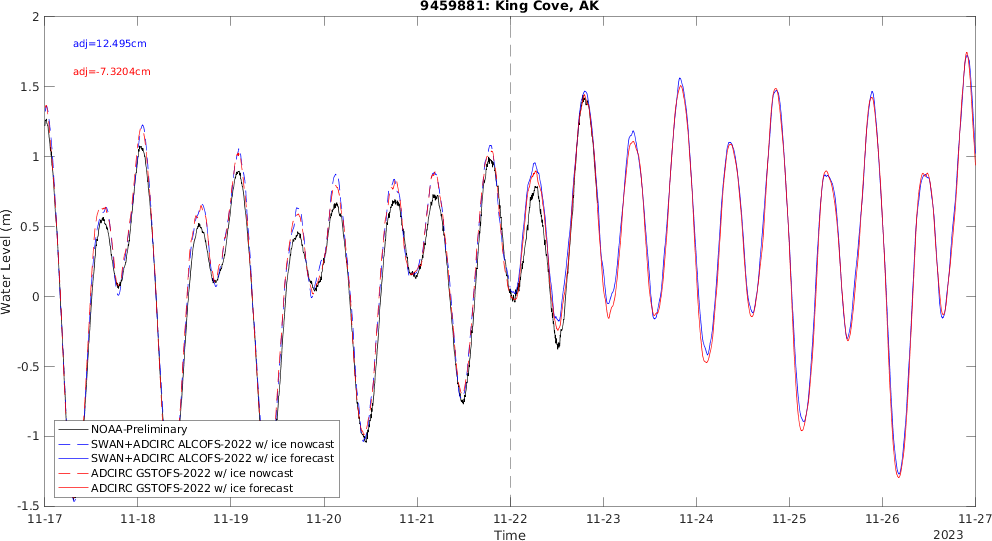 9459881: King Cove, AK
adj=12.495cm
adj=-7.3204cm
Water Level (m)
2
1.5
1
0.5
0
-0.5
-1
-1.5
NOAA-Preliminary
SWAN+ADCIRC ALCOFS-2022 w/ ice nowcast
SWAN+ADCIRC ALCOFS-2022 w/ ice forecast
ADCIRC GSTOFS-2022 w/ ice nowcast
ADCIRC GSTOFS-2022 w/ ice forecast
11-17 11-18 11-19 11-20 11-21 11-22 11-23 11-24 11-25 11-26 11-27
Time
2023